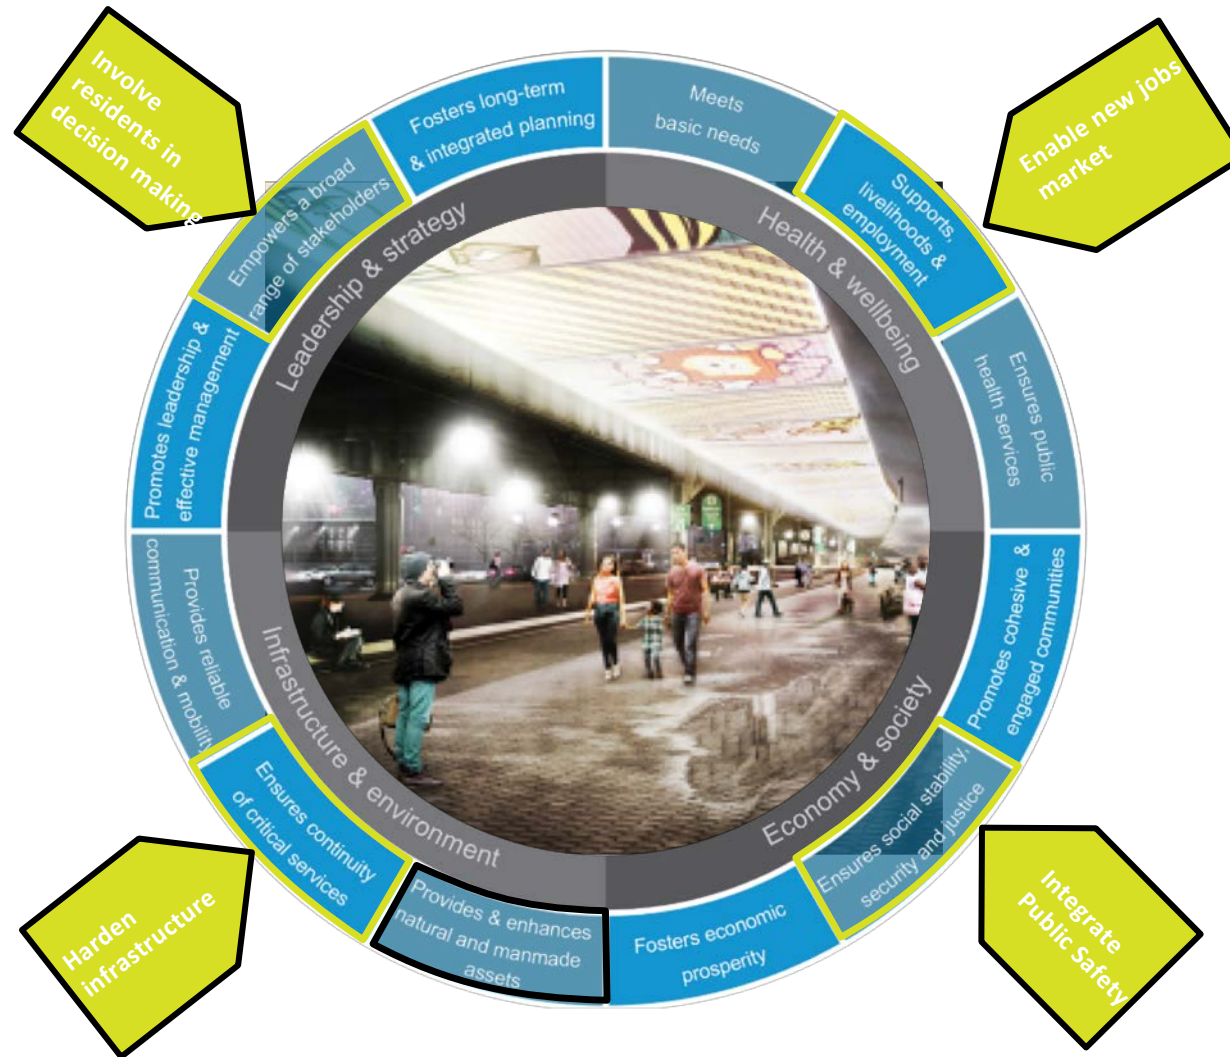 Involve
residents in
decision making
Enable new jobs
market
Fosters long-term
& integrated planning
Meets
basic needs
Supports,
livelihoods &
employment
Ensures public
health services
Promotes cohesive &
engaged communities
Ensures social stability,
security and justice
Fosters economic
prosperity
Provides & enhances
natural and manmade
assets
Ensures continuity
of critical services
Provides reliable
communication & mobility
Promotes leadership &
effective management
Empowers a broad
range of stakeholders
Leadership & strategy
Health & wellbeing
Economy & society
Infrastructure & environment
Harden
infrastructure
Integrate
Public Safety